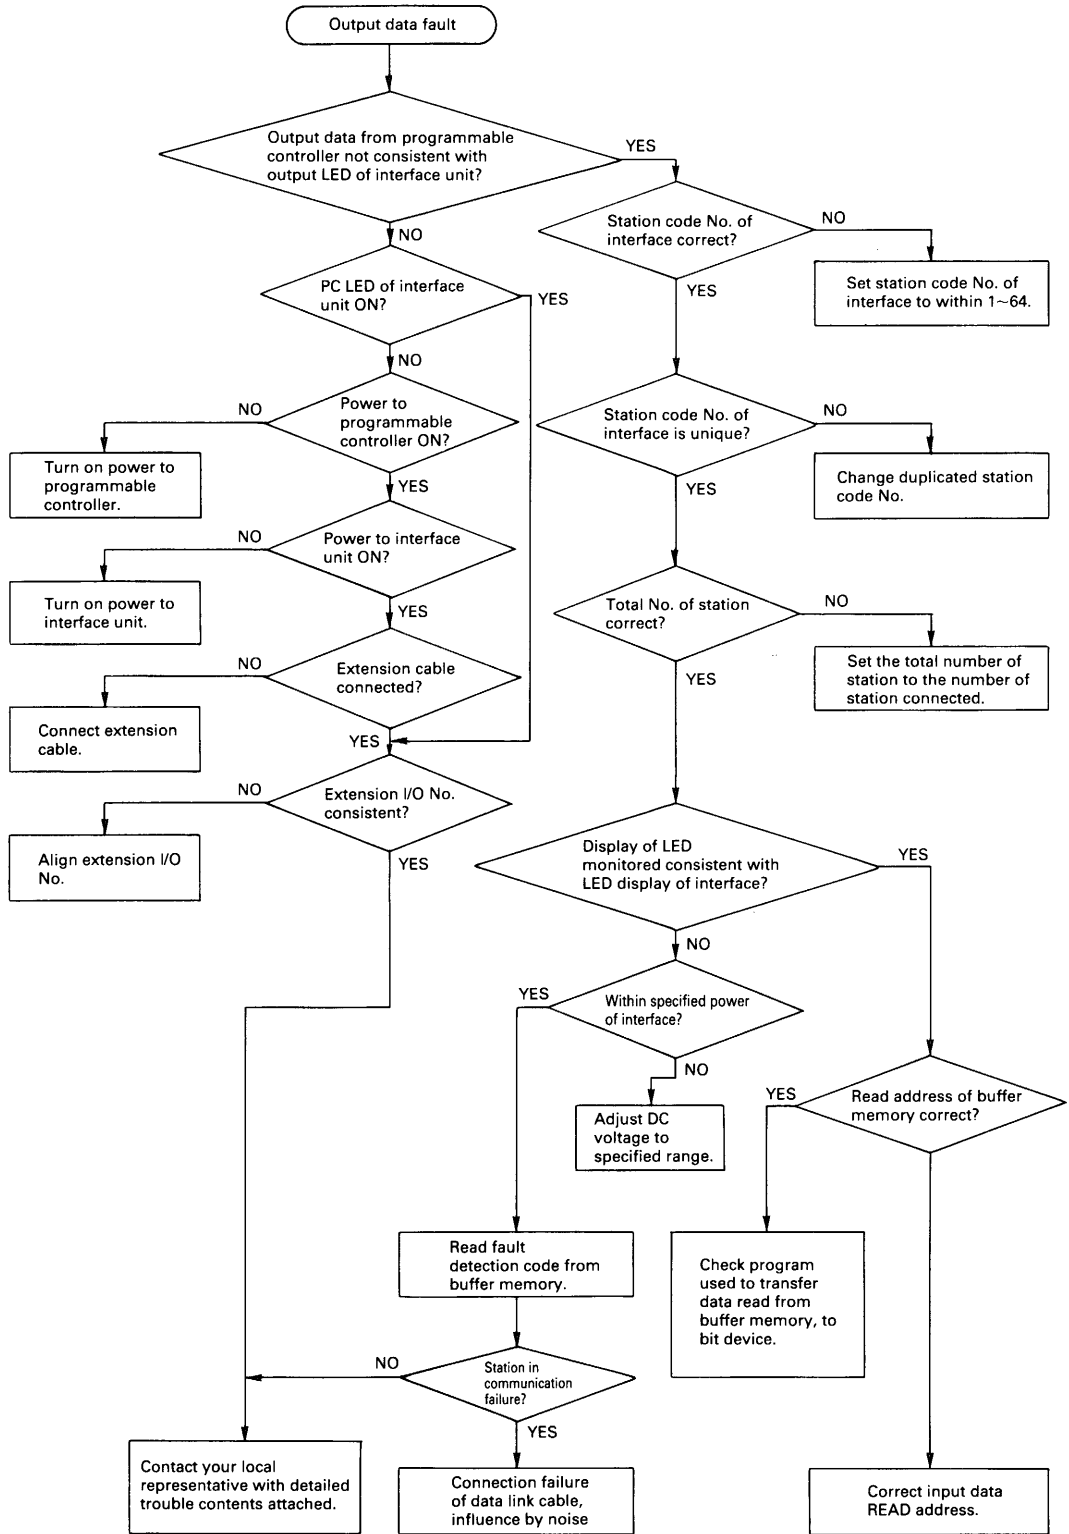 Output data fault
Output data from programmable
controller not consistent with
output LED of interface unit?
YES
NO
Station code No. of
interface correct?
NO
Set station code No. of
interface to within 1~64.
YES
PC LED of interface
unit ON?
YES
NO
Power to
programmable
controller ON?
NO
Turn on power to
programmable
controller.
YES
Station code No. of
interface is unique?
NO
Change duplicated station
code No.
YES
Power to interface
unit ON?
NO
Turn on power to
interface unit.
YES
Total No. of station
correct?
NO
Set the total number of
station to the number of
station connected.
YES
Extension cable
connected?
NO
Connect extension
cable.
YES
Extension I/O No.
consistent?
NO
Align extension I/O
No.
YES
Display of LED
monitored consistent with
LED display of interface?
YES
NO
Within specified power
of interface?
YES
NO
Adjust DC
voltage to
specified range.
Read address of buffer
memory correct?
YES
Read fault
detection code from
buffer memory.
Check program
used to transfer
data read from
buffer memory, to
bit device.
Station in
communication
failure?
NO
YES
Contact your local
representative with detailed
trouble contents attached.
Connection failure
of data link cable,
influence by noise
Correct input data
READ address.